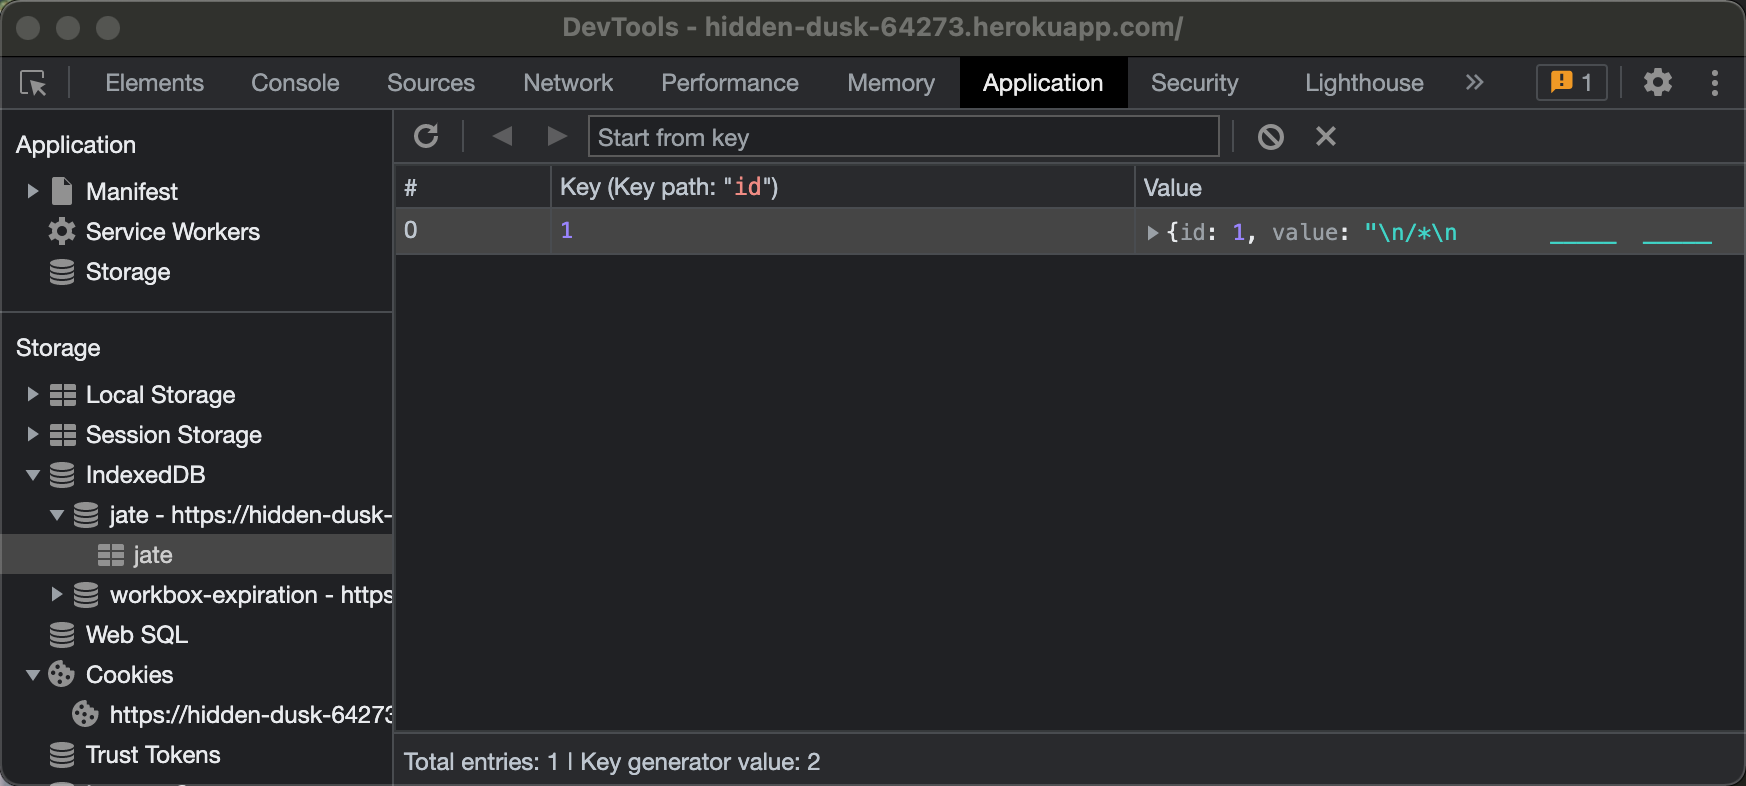 DevTools - hidden-dusk-64273.herokuapp.com/
Elements Console Sources Network Performance Memory Application Security Lighthouse » 1
Application
Manifest
Service Workers
Storage
Storage
Local Storage
Session Storage
IndexedDB
jate - https://hidden-dusk-
jate
workbox-expiration - https
Web SQL
Cookies
https://hidden-dusk-64273
Trust Tokens
Start from key
# Key (Key path: "id") Value
0 1 {id: 1, value: "\n/*\n _____ _____
Total entries: 1 | Key generator value: 2